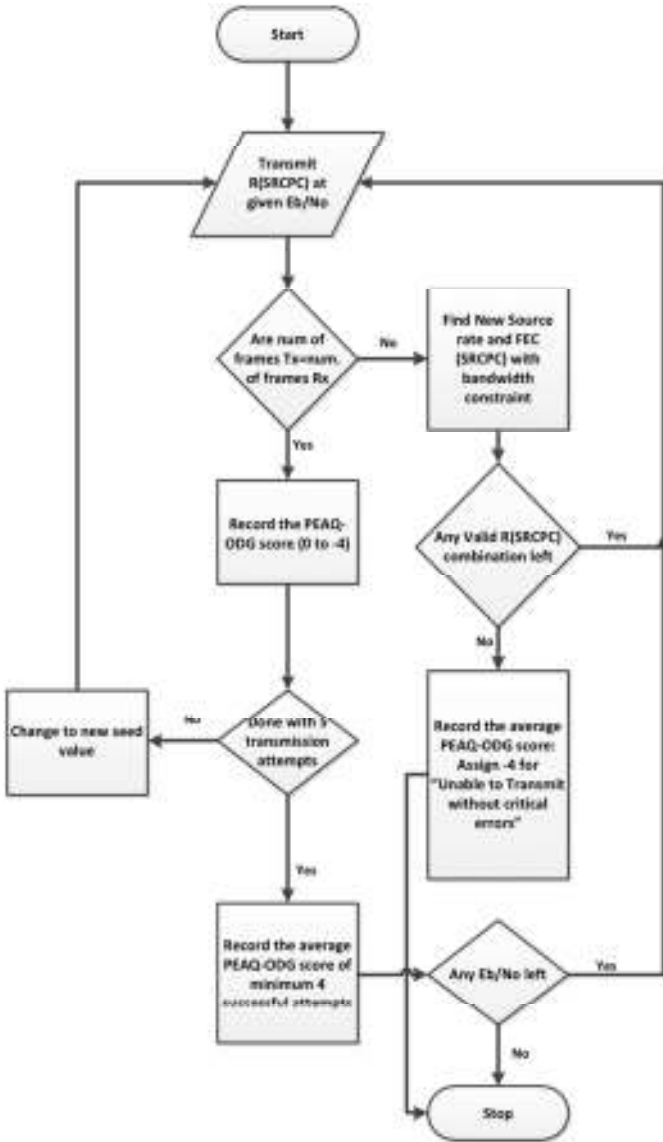 Start
Transmit
R(SRCPC) at
given Eb/No
Are num of
frames Tx=num.
of frames Rx
No
Find New Source
rate and FEC
(SRCPC) with
bandwidth
constraint
Yes
Record the PEAQ-
ODG score (0 to -4)
Any Valid R(SRCPC)
combination left
Yes
No
Change to new seed
value
No
Done with 5
transmission
attempts
Record the average
PEAQ-ODG score:
Assign -4 for
"Unable to Transmit
without critical
errors"
Yes
Record the average
PEAQ-ODG score of
minimum 4
successful attempts
Any Eb/No left
Yes
No
Stop